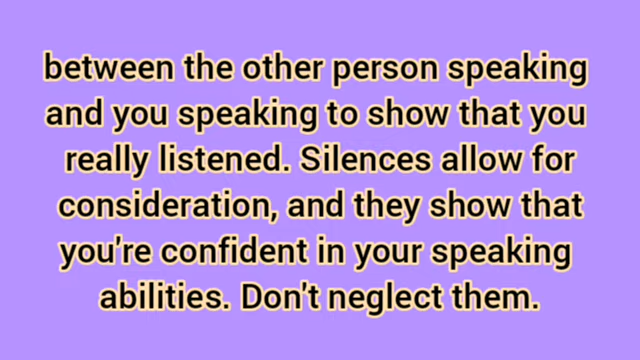 between the other person speaking
and you speaking to show that you
really listened. Silences allow for
consideration, and they show that
you're confident in your speaking
abilities. Don't neglect them.